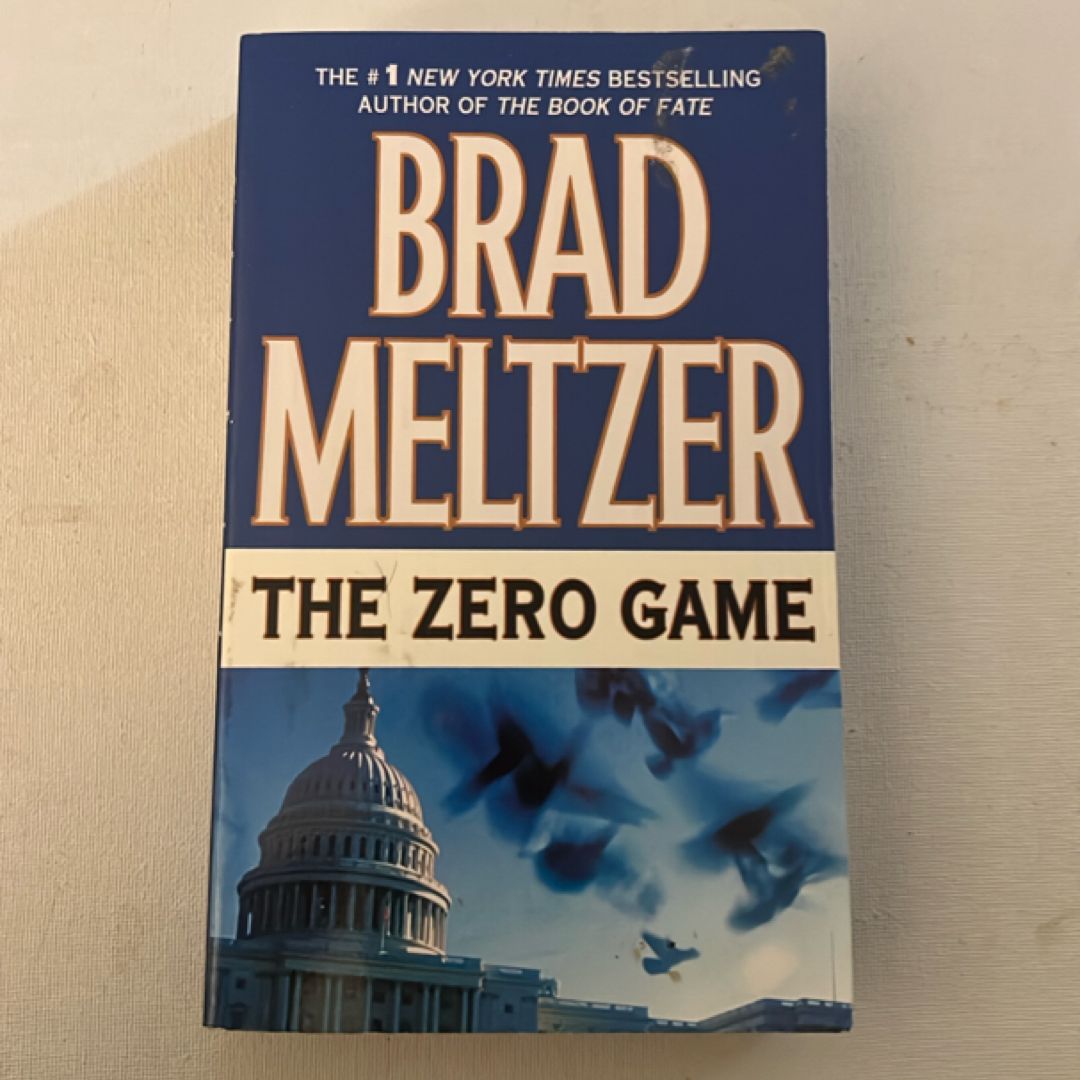 THE #1 NEW YORK TIMES BESTSELLING
AUTHOR OF THE BOOK OF FATE
BRAD
MELTZER
THE ZERO GAME